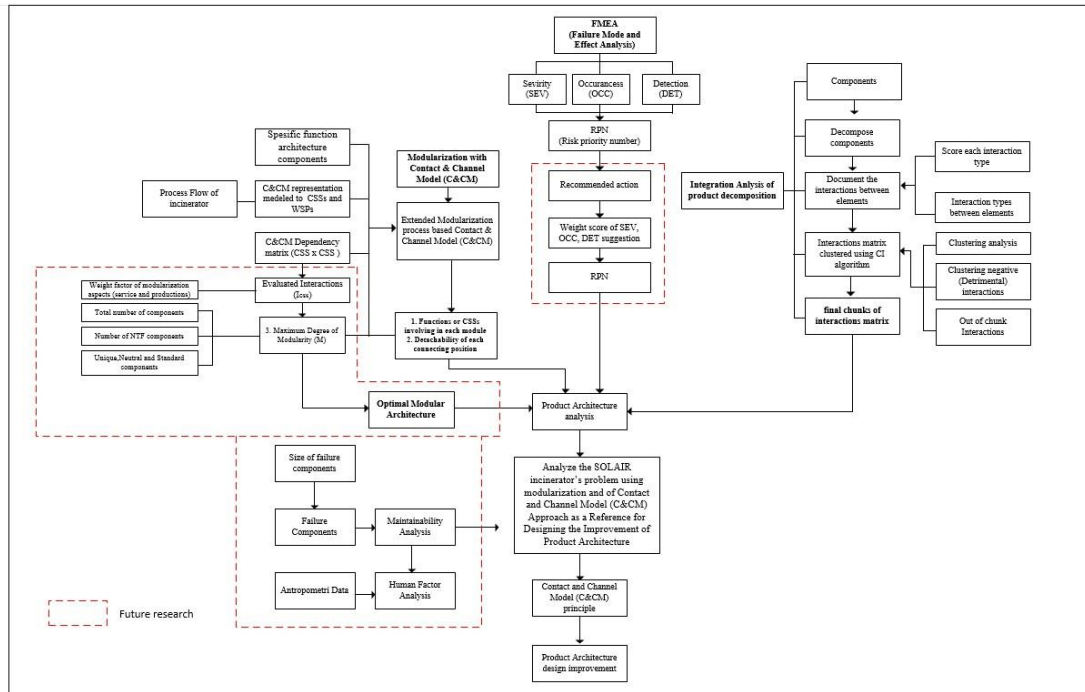 FMEA
(Failure Mode and
Effect Analysis)
Sevirity
(SEV)
Occurancess
(OCC)
Detection
(DET)
RPN
(Risk priority number)
Recommended action
Weight score of SEV,
OCC, DET suggestion
RPN
Spesific function
architecture
components
Process Flow of
incinerator
C&CM representation
medeled to CSSs and
WSPs
C&CM Dependency
matrix (CSS x CSS )
Modularization with
Contact & Channel
Model (C&CM)
Extended Modularization
process based Contact &
Channel Model (C&CM)
Weight factor of modularization
aspects (service and productions)
Evaluated Interactions
(Icss)
Total number of components
Number of NTF components
Unique,Neutral and Standard
components
3. Maximum Degree of
Modularity (M)
1. Functions or CSSs
involving in each module
2. Detachability of each
connecting position
Optimal Modular
Architecture
Product Architecture
analysis
Components
Decompose
components
Integration Anlysis of
product decomposition
Document the
interactions between
elements
Score each interaction
type
Interaction types
between elements
Interactions matrix
clustered using CI
algorithm
Clustering analysis
Clustering negative
(Detrimental)
interactions
Out of chunk
Interactions
final chunks of
interactions matrix
Size of failure
components
Failure
Components
Maintainability
Analysis
Antropometri Data
Human Factor
Analysis
Analyze the SOLAIR
incinerator's problem using
modularization and of Contact
and Channel Model (C&CM)
Approach as a Reference for
Designing the Improvement of
Product Architecture
Contact and Channel
Model (C&CM)
principle
Product Architecture
design improvement
Future research